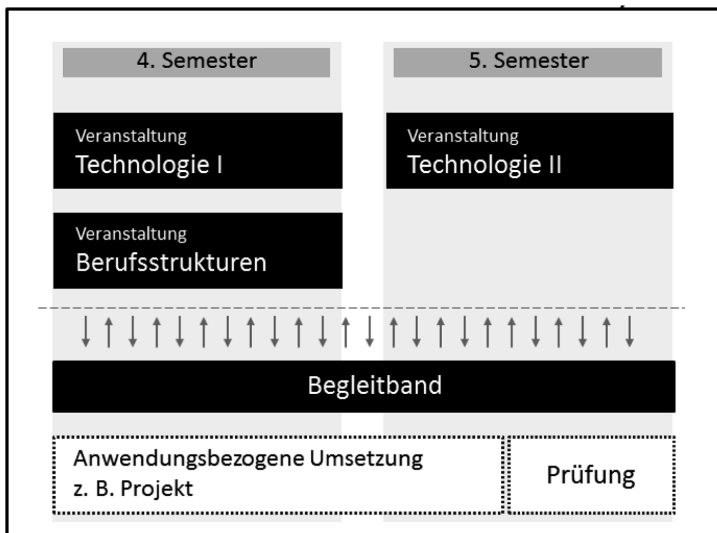 4. Semester
5. Semester
Veranstaltung
Technologie I
Veranstaltung
Technologie II
Veranstaltung
Berufsstrukturen
Begleitband
Anwendungsbezogene Umsetzung
z. B. Projekt
Prüfung